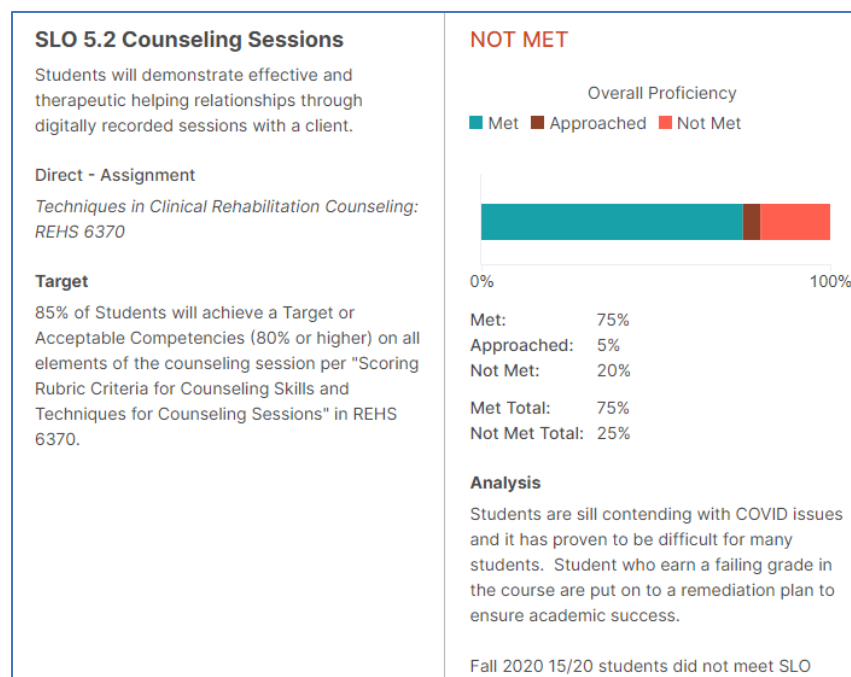 SLO 5.2 Counseling Sessions
Students will demonstrate effective and
therapeutic helping relationships through
digitally recorded sessions with a client.
Direct - Assignment
Techniques in Clinical Rehabilitation Counseling:
REHS 6370
Target
85% of Students will achieve a Target or
Acceptable Competencies (80% or higher) on all
elements of the counseling session per "Scoring
Rubric Criteria for Counseling Skills and
Techniques for Counseling Sessions" in REHS
6370.
NOT MET
Overall Proficiency
Met Approached Not Met
0% 100%
Met: 75%
Approached: 5%
Not Met: 20%
Met Total: 75%
Not Met Total: 25%
Analysis
Students are sill contending with COVID issues
and it has proven to be difficult for many
students. Student who earn a failing grade in
the course are put on to a remediation plan to
ensure academic success.
Fall 2020 15/20 students did not meet SLO